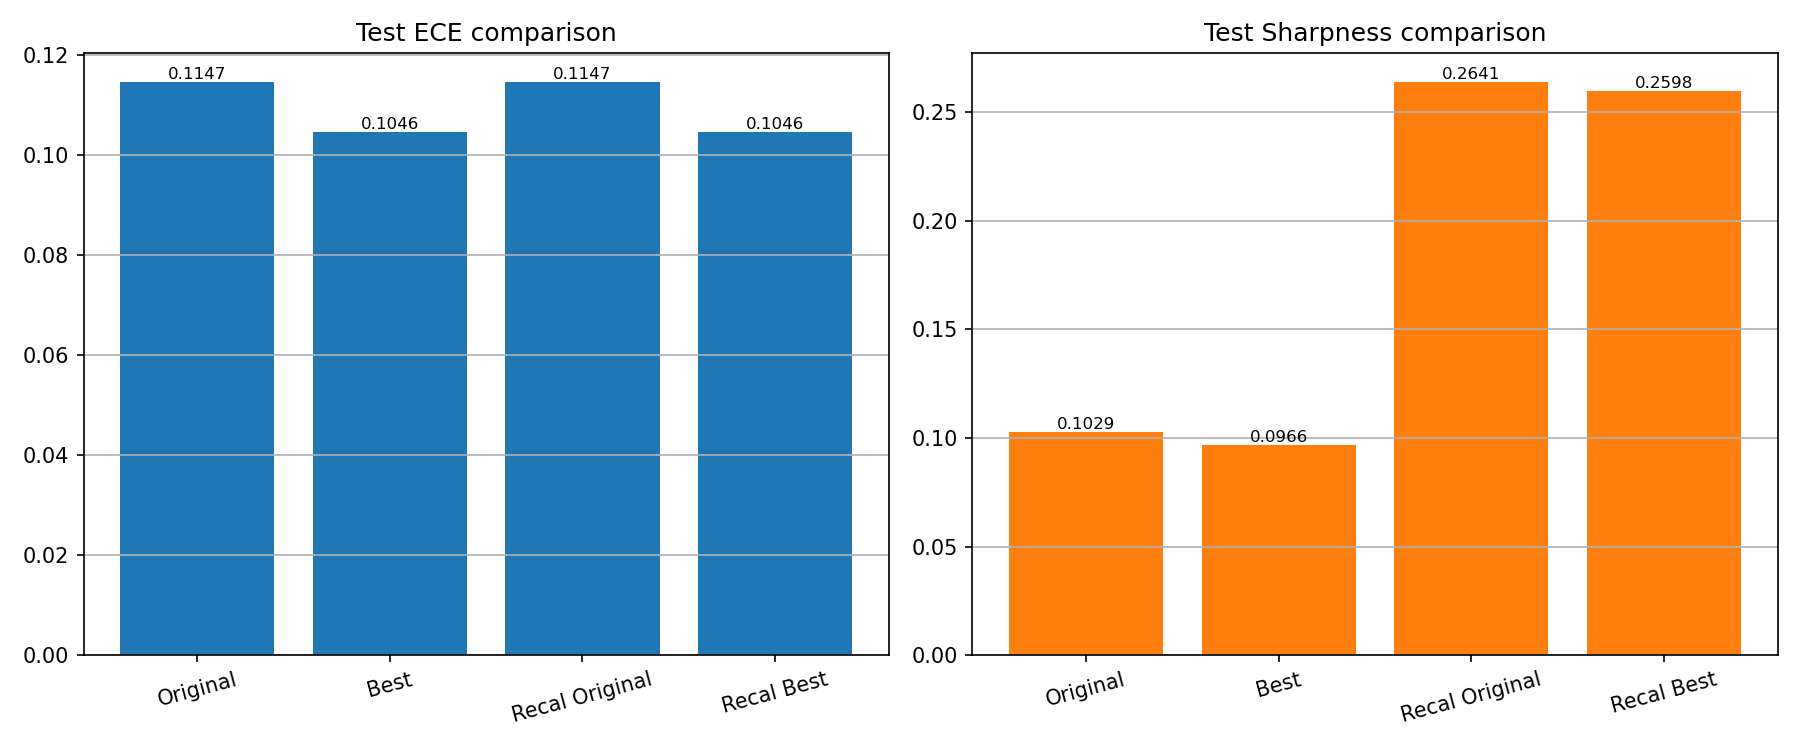 Test ECE comparison
0.12
0.10
0.08
0.06
0.04
0.02
0.00
0.1147
0.1046
0.1147
0.1046
Original
Best
Recal Original
Recal Best
Test Sharpness comparison
0.25
0.20
0.15
0.10
0.05
0.00
0.1029
0.0966
0.2641
0.2598
Original
Best
Recal Original
Recal Best